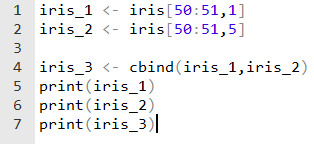 1 iris_1 <- iris[50:51,1]
2 iris_2 <- iris[50:51,5]
3
4 iris_3 <- cbind(iris_1,iris_2)
5 print(iris_1)
6 print(iris_2)
7 print(iris_3)